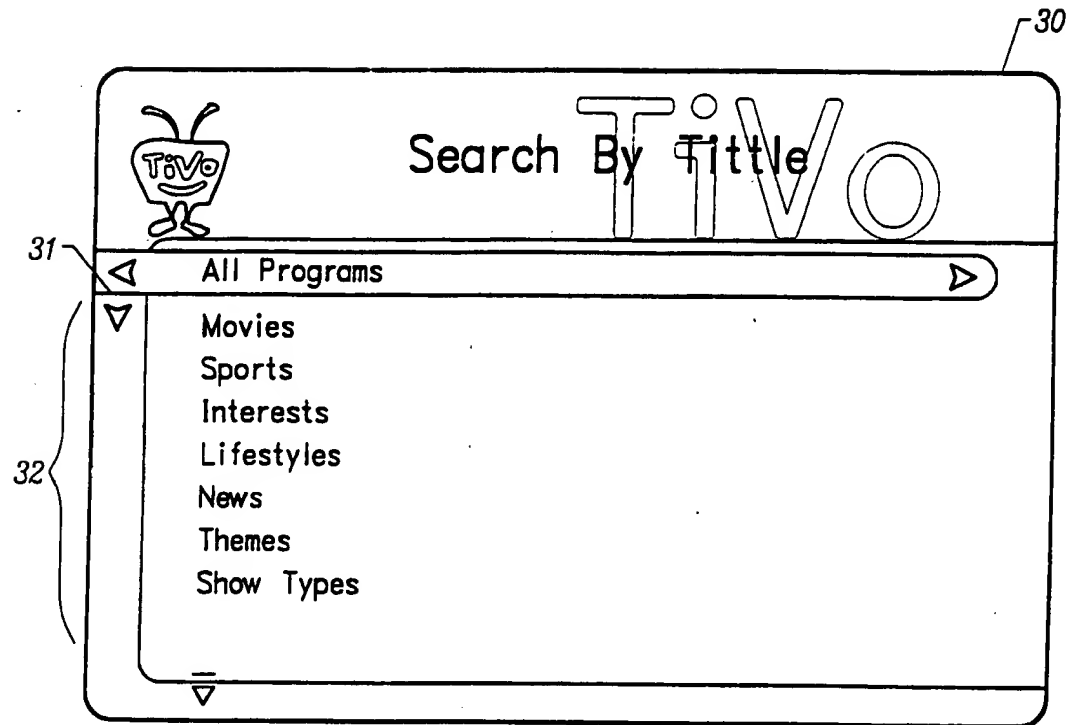 30
TiVo
TiVo
Search By Tittle
31
All Programs
Movies
Sports
Interests
Lifestyles
32
News
Themes
Show Types